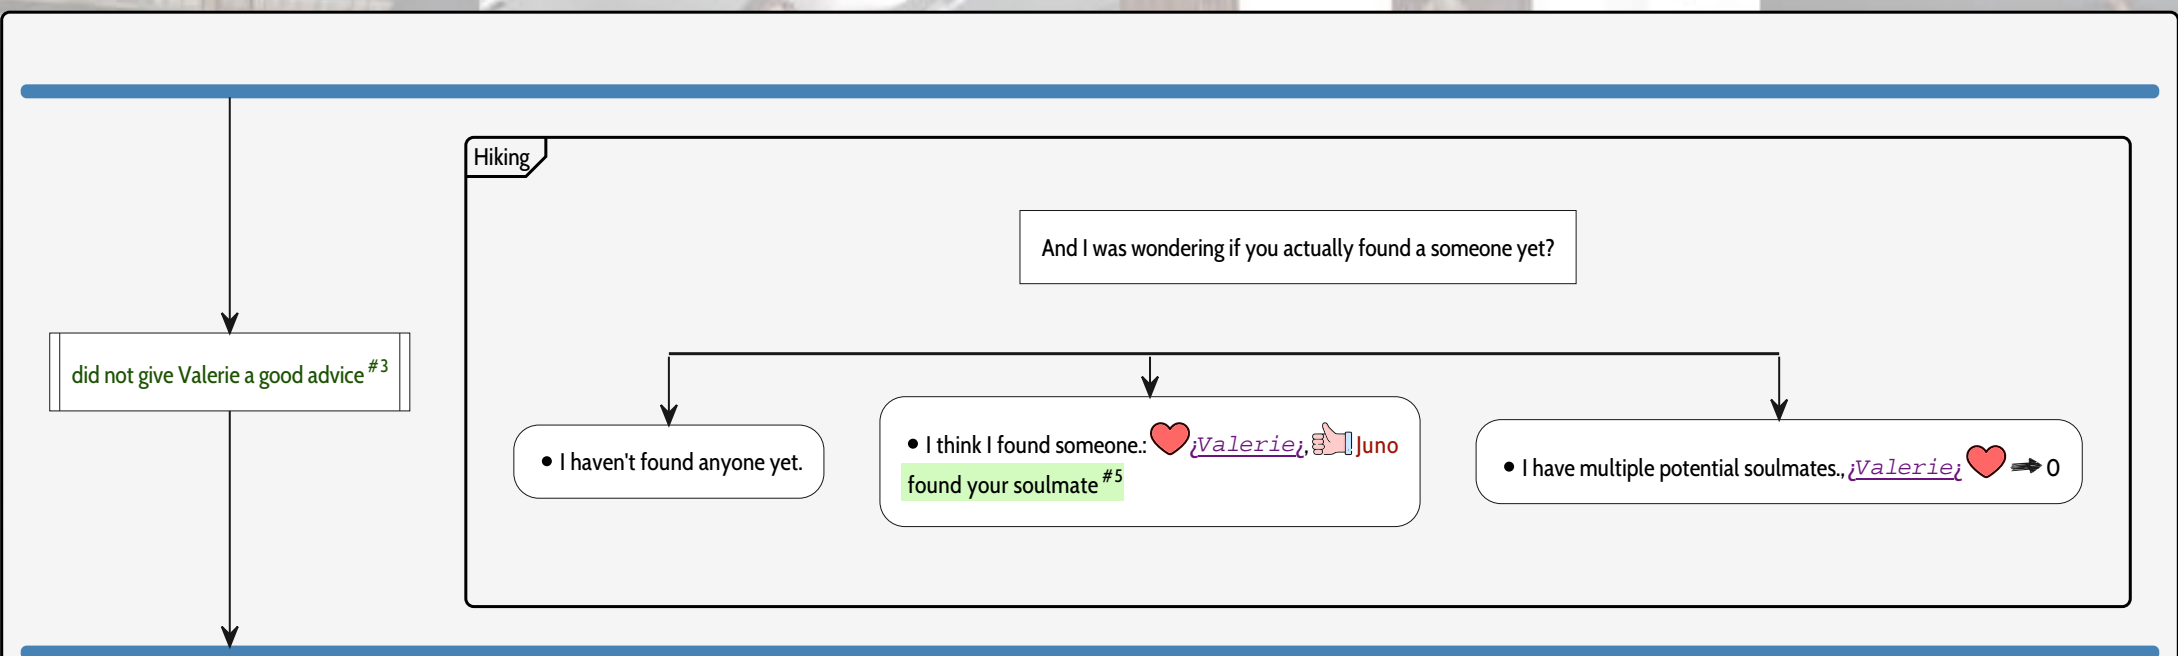 Hiking
And I was wondering if you actually found a someone yet?
did not give Valerie a good advice #3
• I haven't found anyone yet.
• I think I found someone.: ¿Valerie¿, Juno
found your soulmate #5
• I have multiple potential soulmates., ¿Valerie¿ 0